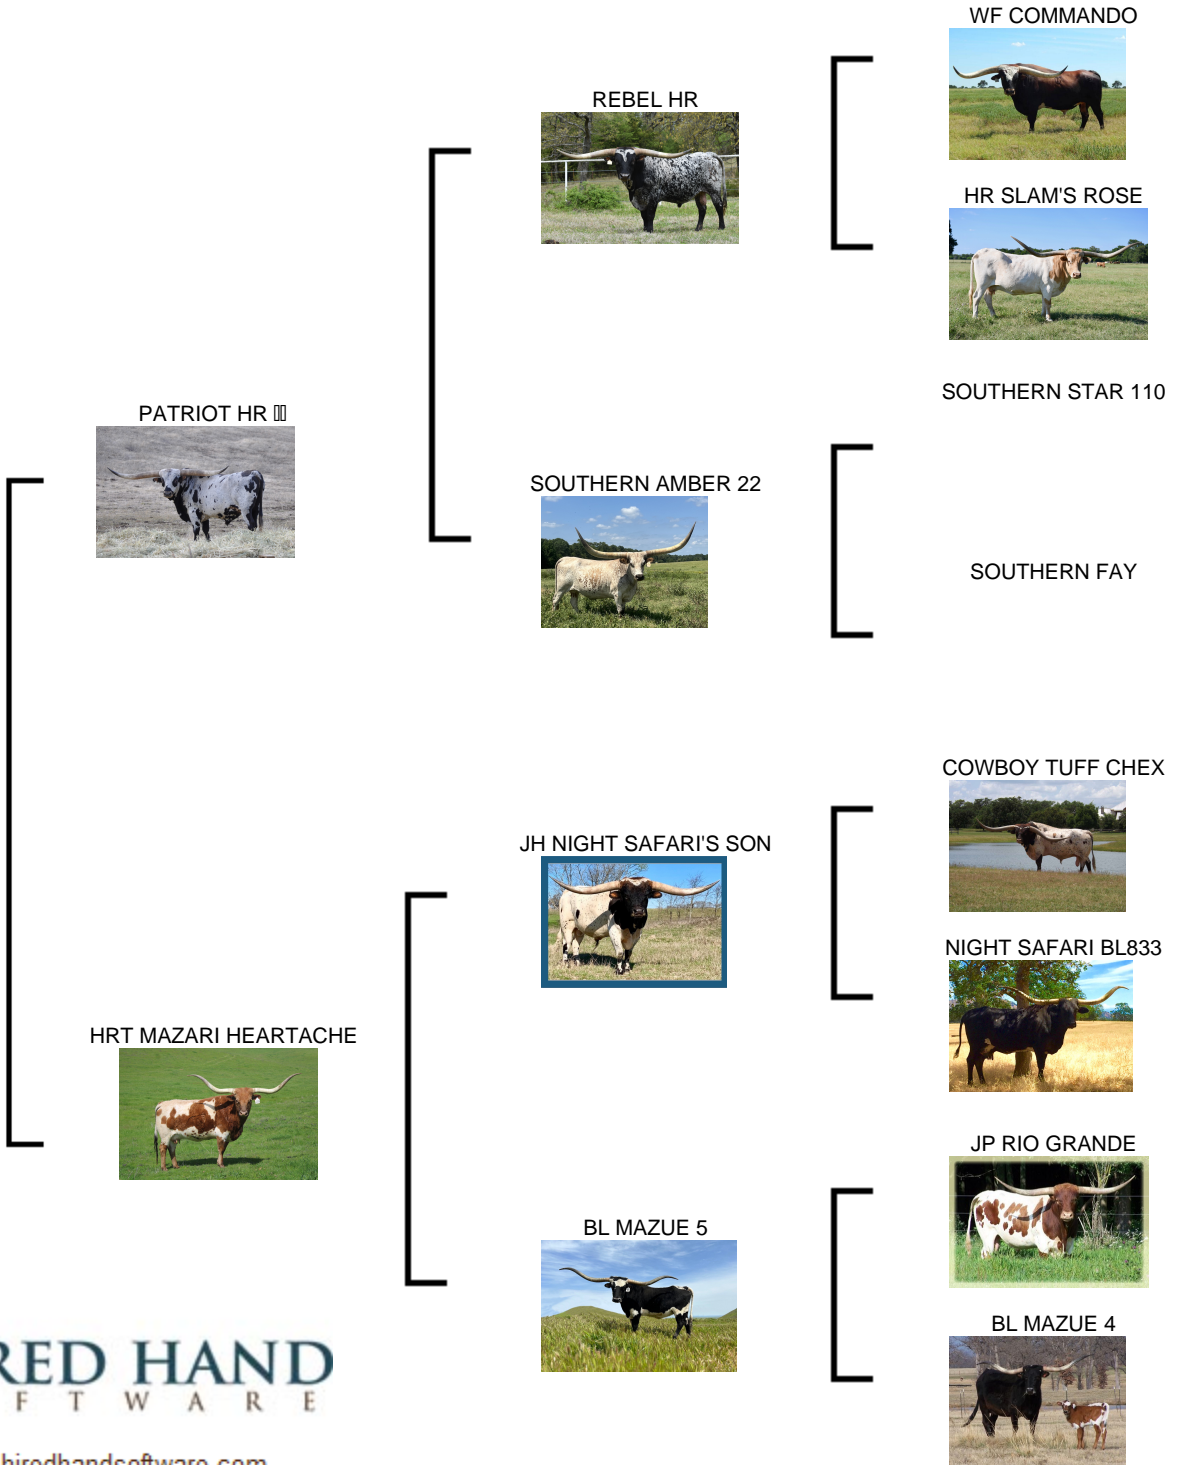 WF COMMANDO
REBEL HR
HR SLAM'S ROSE
SOUTHERN STAR 110
PATRIOT HR
SOUTHERN AMBER 22
SOUTHERN FAY
COWBOY TUFF CHEX
JH NIGHT SAFARI'S SON
NIGHT SAFARI BL833
HRT MAZARI HEARTACHE
JP RIO GRANDE
BL MAZUE 5
BL MAZUE 4
RED HAND
F T W A R E
hiredhandsoftware.com